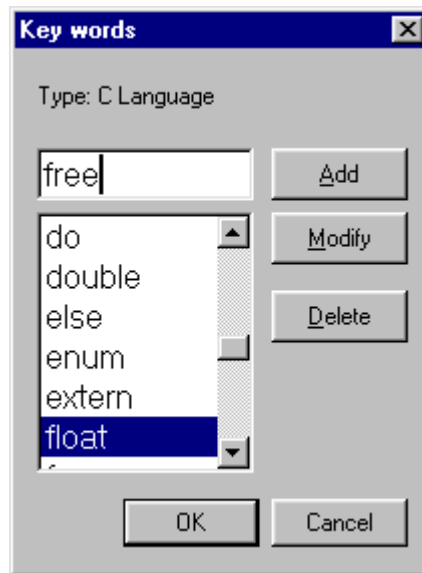 Key words
Type: C Language
free
Add
do
Modify
double
else
Delete
enum
extern
float
OK
Cancel